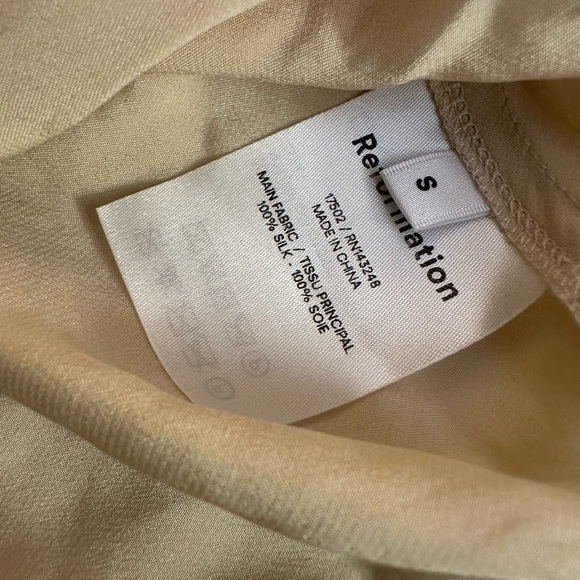 Reformation
S
17502 / RN143248
MADE IN CHINA
MAIN FABRIC / TISSU PRINCIPAL
100% SILK - 100% SOIE